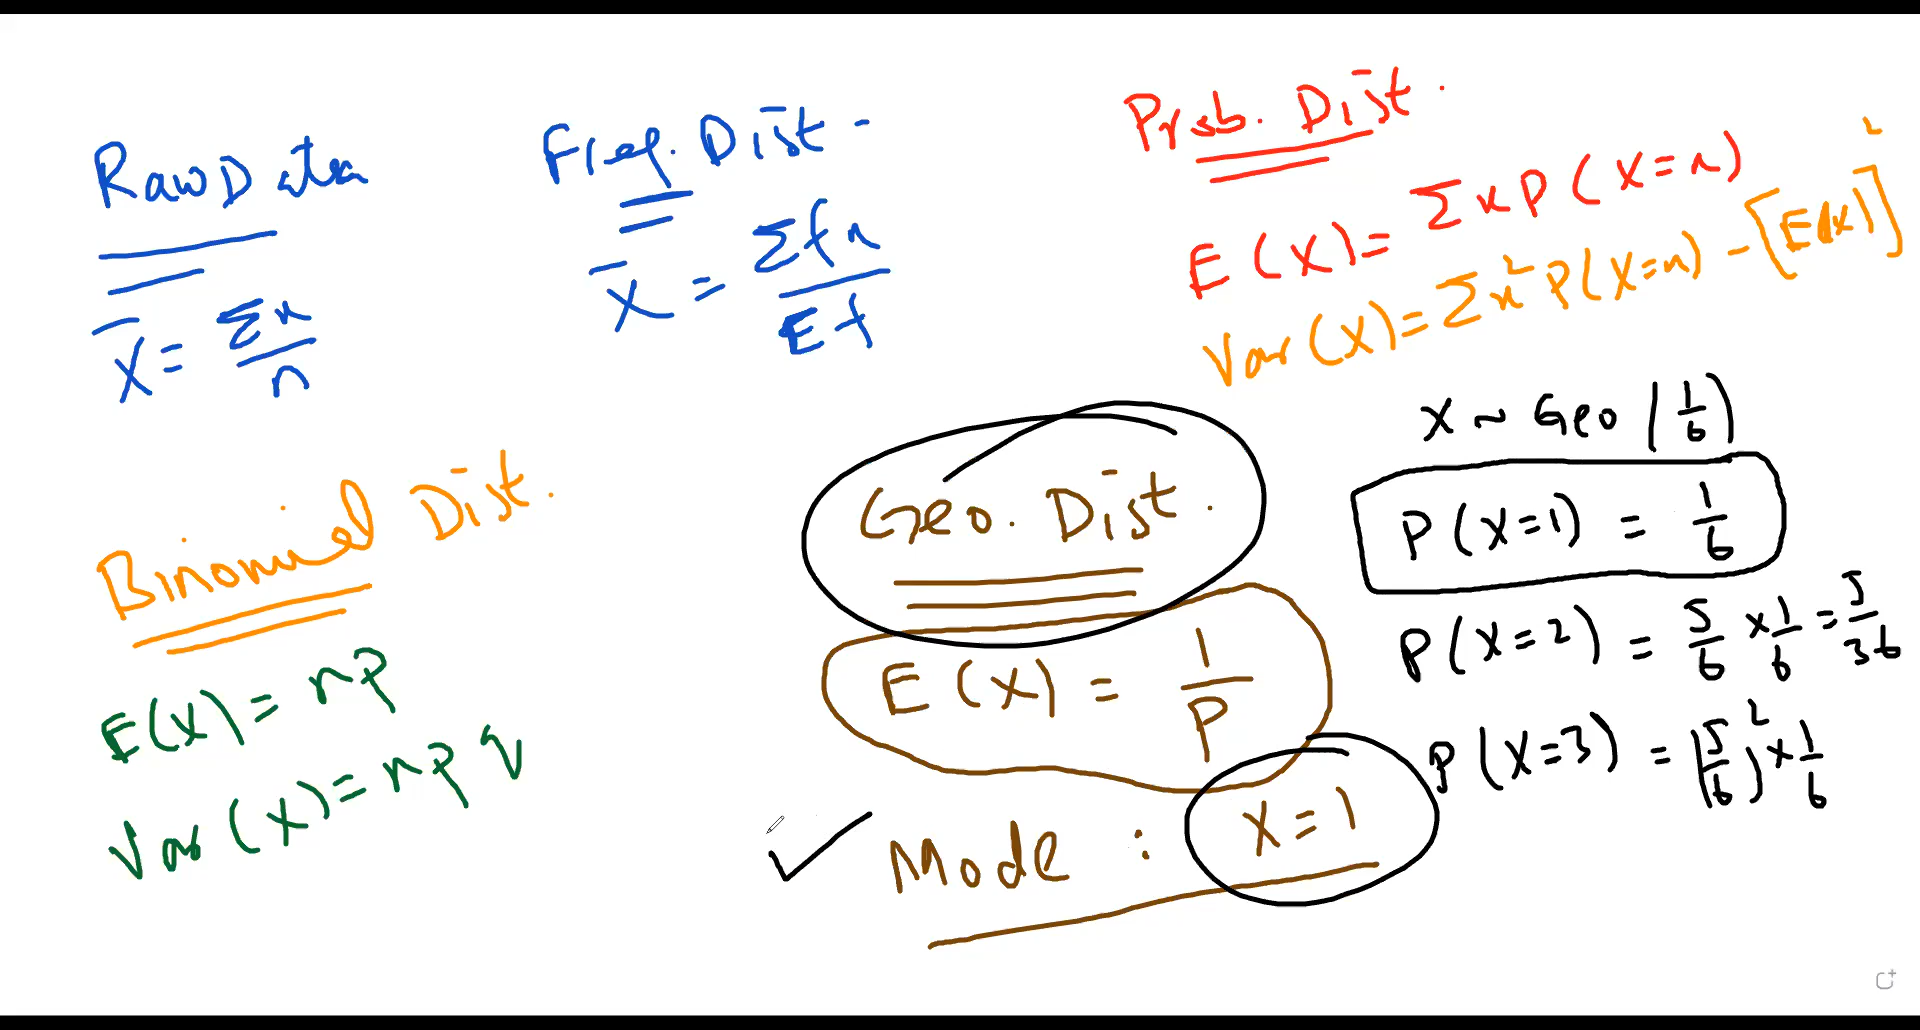 Raw Data
X̄ = Σx/n
Freq. Dist.
X̄ = Σfx/Σf
Prob. Dist.
E(X) = Σx P(X=x)
Var(X) = Σx² P(X=x) - [E(X)]²
Binomial Dist.
E(X) = np
Var(X) = npq
Geo. Dist.
E(X) = 1/P
Mode : X=1
X ~ Geo (1/6)
P(X=1) = 1/6
P(X=2) = 5/6 × 1/6 = 5/36
P(X=3) = (5/6)² × 1/6